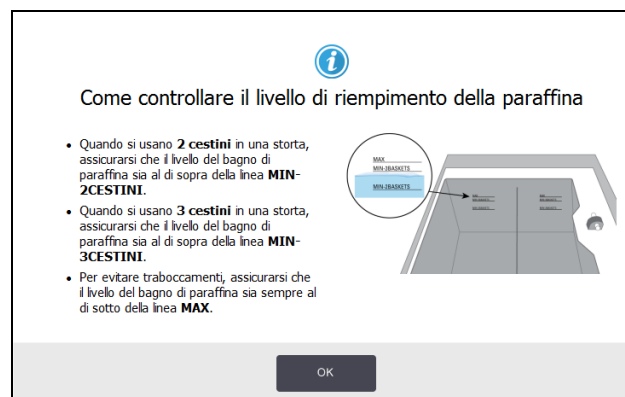 i
Come controllare il livello di riempimento della paraffina
• Quando si usano 2 cestini in una storta,
assicurarsi che il livello del bagno di
paraffina sia al di sopra della linea MIN-
2CESTINI.
• Quando si usano 3 cestini in una storta,
assicurarsi che il livello del bagno di
paraffina sia al di sopra della linea MIN-
3CESTINI.
• Per evitare traboccamenti, assicurarsi che
il livello del bagno di paraffina sia sempre al
di sotto della linea MAX.
MAX
MIN-3BASKETS
MIN-2BASKETS
OK